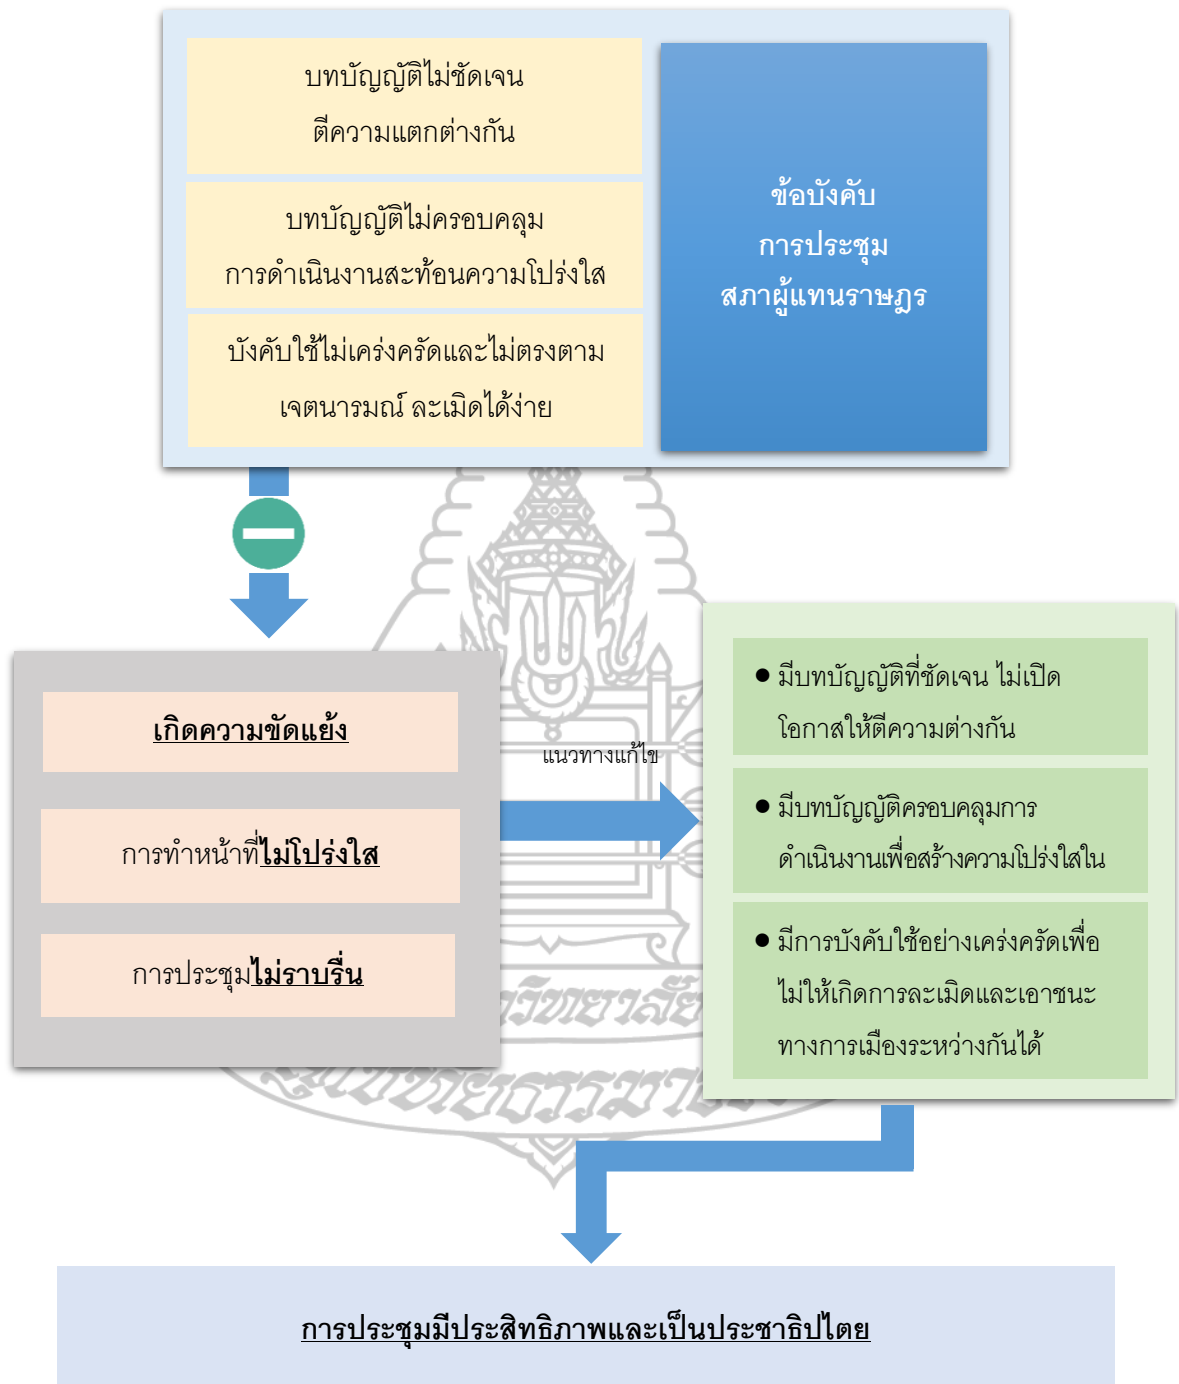 บทบัญญัติไม่ชัดเจน
ตีความแตกต่างกัน
บทบัญญัติไม่ครอบคลุม
การดำเนินงานสะท้อนความโปร่งใส
บังคับใช้ไม่เคร่งครัดและไม่ตรงตาม
เจตนารมณ์ ละเมิดได้ง่าย
ข้อบังคับ
การประชุม
สภาผู้แทนราษฎร
เกิดความขัดแย้ง
การทำหน้าที่ไม่โปร่งใส
การประชุมไม่ราบรื่น
แนวทางแก้ไข
● มีบทบัญญัติที่ชัดเจน ไม่เปิด
โอกาสให้ตีความต่างกัน
● มีบทบัญญัติครอบคลุมการ
ดำเนินงานเพื่อสร้างความโปร่งใสใน
● มีการบังคับใช้อย่างเคร่งครัดเพื่อ
ไม่ให้เกิดการละเมิดและเอาชนะ
ทางการเมืองระหว่างกันได้
การประชุมมีประสิทธิภาพและเป็นประชาธิปไตย